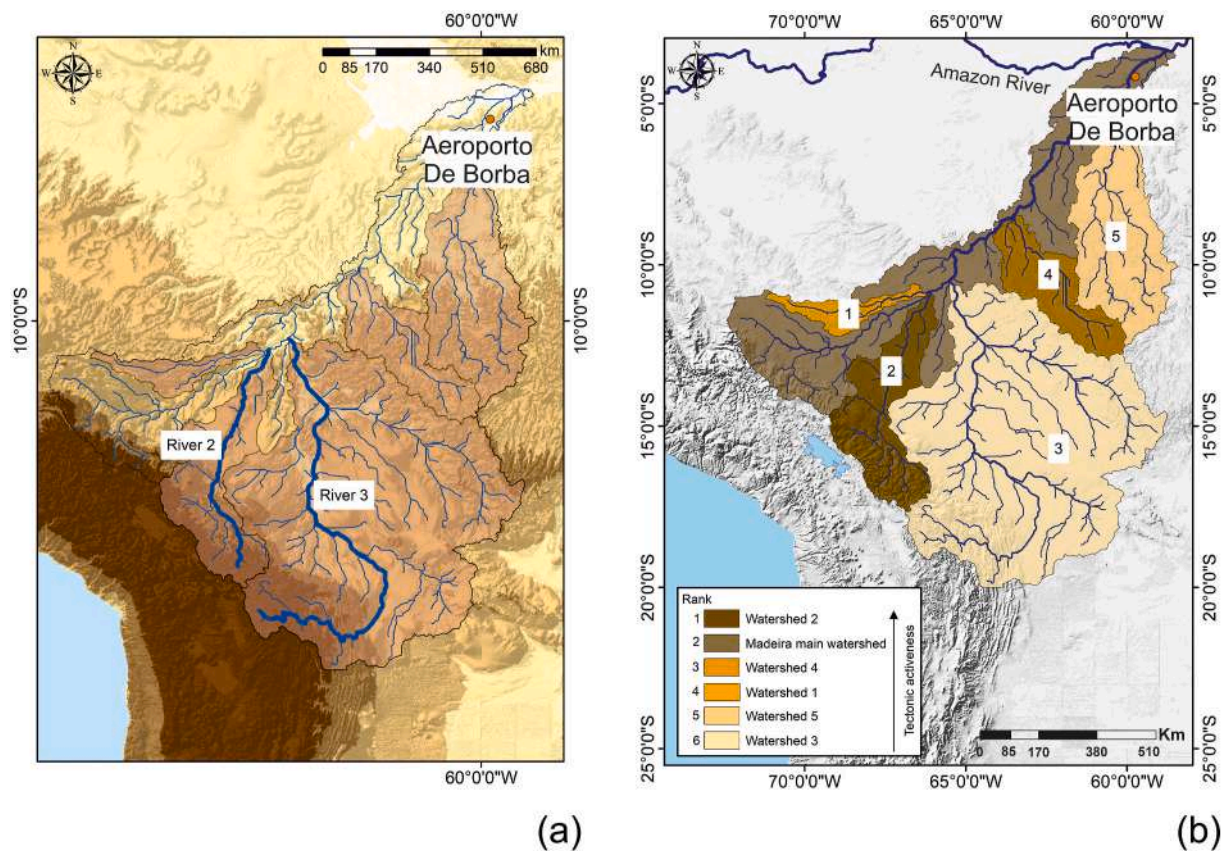 60°0'0"W
N
W
E
S
km
0 85 170 340 510 680
Aeroporto
De Borba
10°0'0"S
10°0'0"S
River 2
River 3
60°0'0"W
(a)
70°0'0"W 65°0'0"W 60°0'0"W
N
W
E
S
Amazon River
Aeroporto
De Borba
5°0'0"S
5°0'0"S
10°0'0"S
10°0'0"S
15°0'0"S
15°0'0"S
20°0'0"S
20°0'0"S
25°0'0"S
25°0'0"S
1
2
3
4
5
Rank
1 Watershed 2
2 Madeira main watershed
3 Watershed 4
4 Watershed 1
5 Watershed 5
6 Watershed 3
Tectonic activeness
Km
0 85 170 380 510
70°0'0"W 65°0'0"W 60°0'0"W
(b)